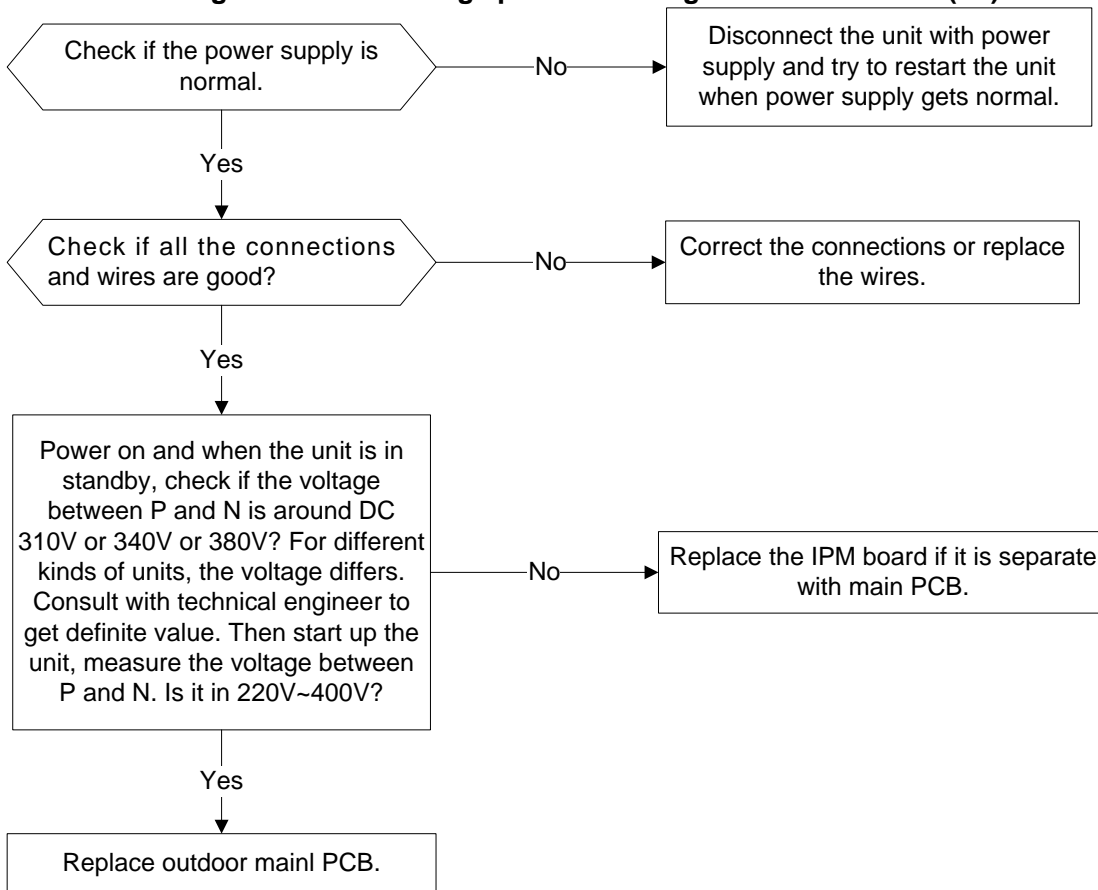 Check if the power supply is
normal.
No
Disconnect the unit with power
supply and try to restart the unit
when power supply gets normal.
Yes
Check if all the connections
and wires are good?
No
Correct the connections or replace
the wires.
Yes
Power on and when the unit is in
standby, check if the voltage
between P and N is around DC
310V or 340V or 380V? For different
kinds of units, the voltage differs.
Consult with technical engineer to
get definite value. Then start up the
unit, measure the voltage between
P and N. Is it in 220V~400V?
No
Replace the IPM board if it is separate
with main PCB.
Yes
Replace outdoor mainl PCB.